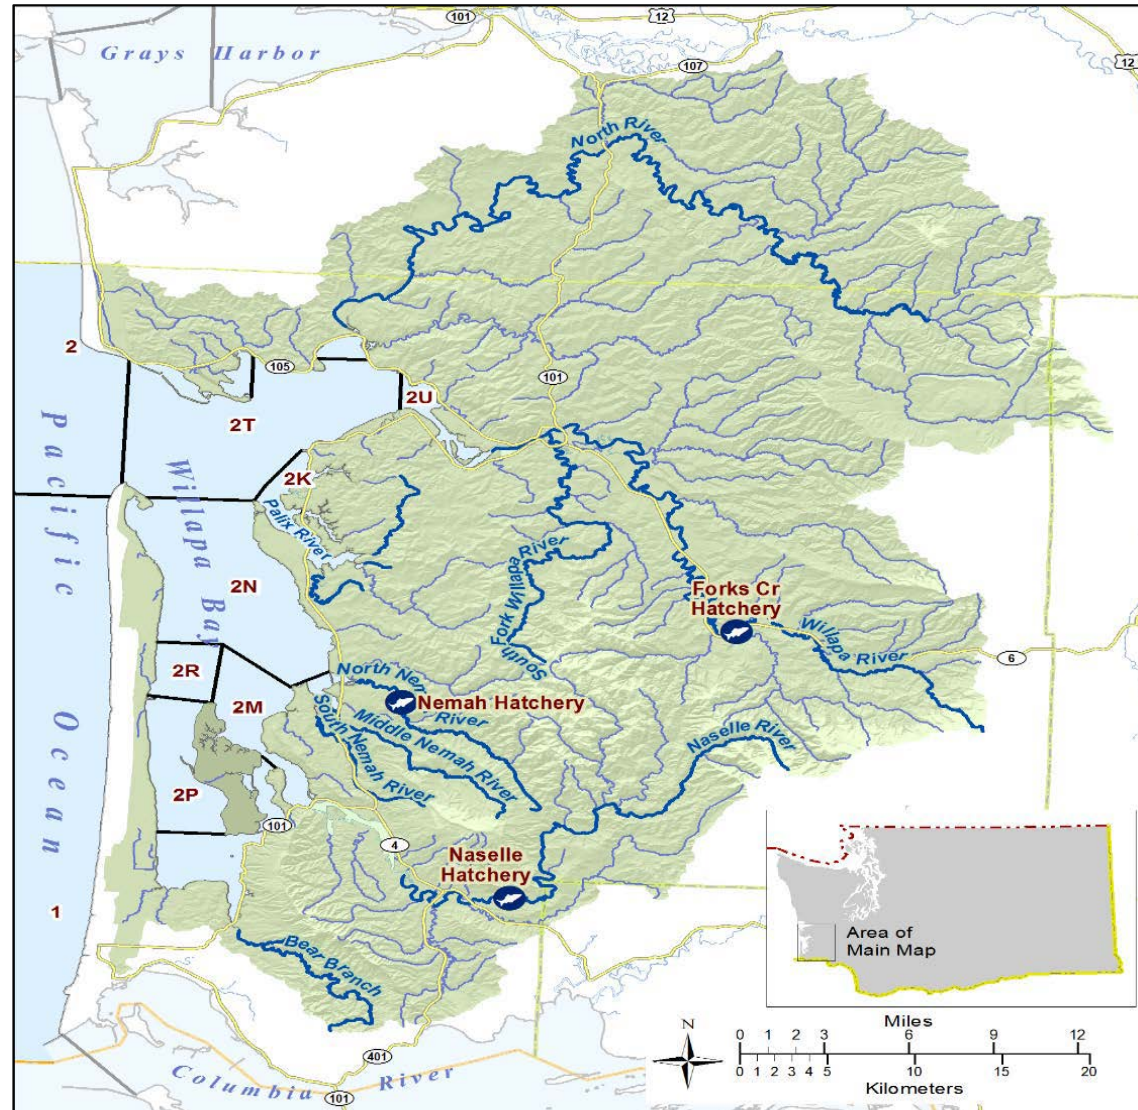 101
12
Grays Harbor
107
12
North River
2
105
101
2U
2T
2K
Pacific Ocean
Willapa Bay
Palix River
2N
South Fork Willapa River
Forks Cr
Hatchery
Willapa River
6
2R
North Nemah River
Nemah Hatchery
2M
Middle Nemah River
South Nemah River
Naselle River
2P
101
4
Naselle
Hatchery
1
Bear Branch
Area of
Main Map
401
Columbia River
101
N
Miles
0 1 2 3 6 9 12
0 1 2 3 4 5 10 15 20
Kilometers